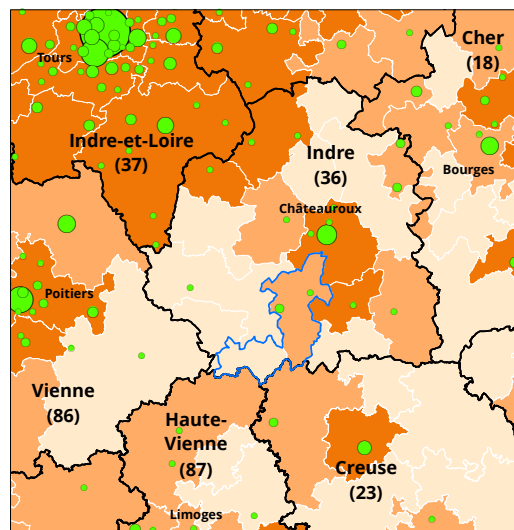 Cher
(18)
Tours
Indre-et-Loire
(37)
Indre
(36)
Bourges
Châteauroux
Poitiers
Vienne
(86)
Haute-
Vienne
(87)
Creuse
(23)
Limoges